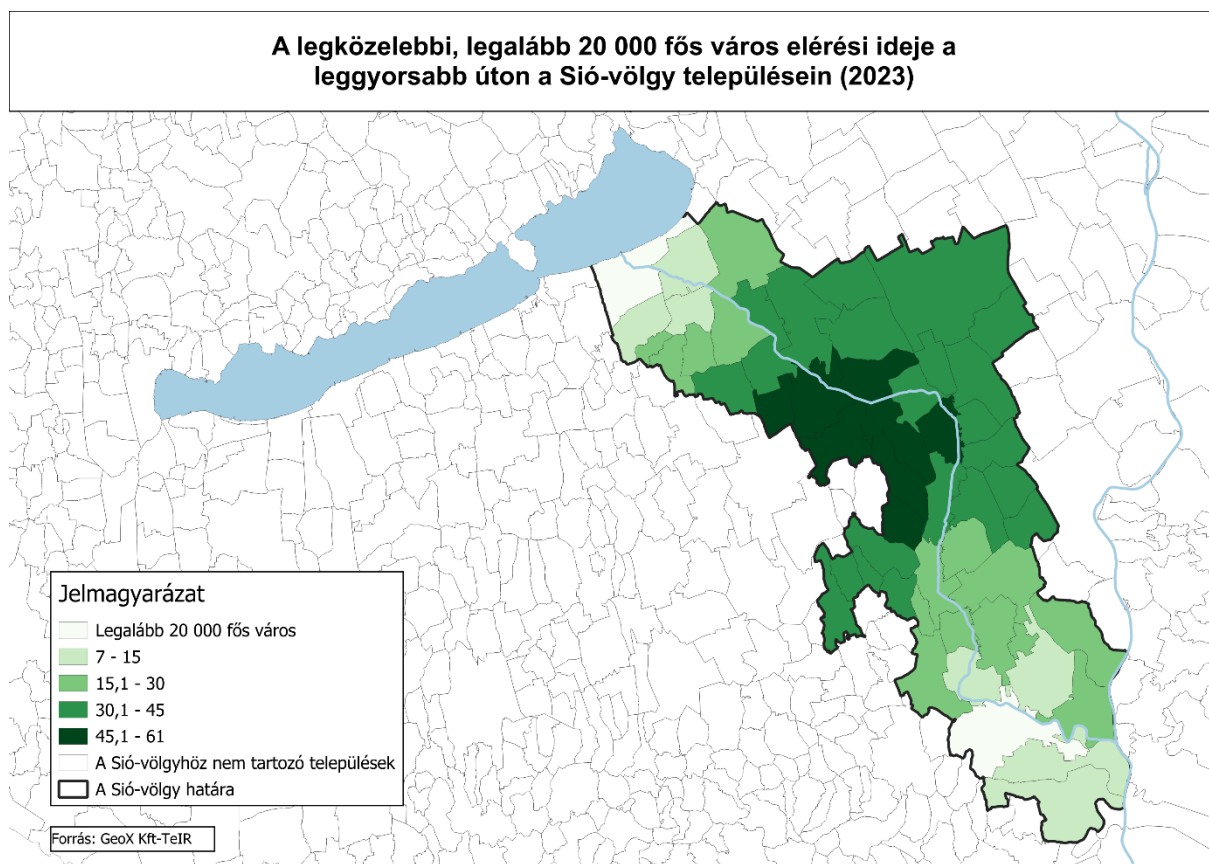 A legközelebbi, legalább 20 000 fős város elérési ideje a
leggyorsabb úton a Sió-völgy településein (2023)
Jelmagyarázat
Legalább 20 000 fős város
7 - 15
15,1 - 30
30,1 - 45
45,1 - 61
A Sió-völgyhöz nem tartozó települések
A Sió-völgy határa
Forrás: GeoX Kft-TeIR